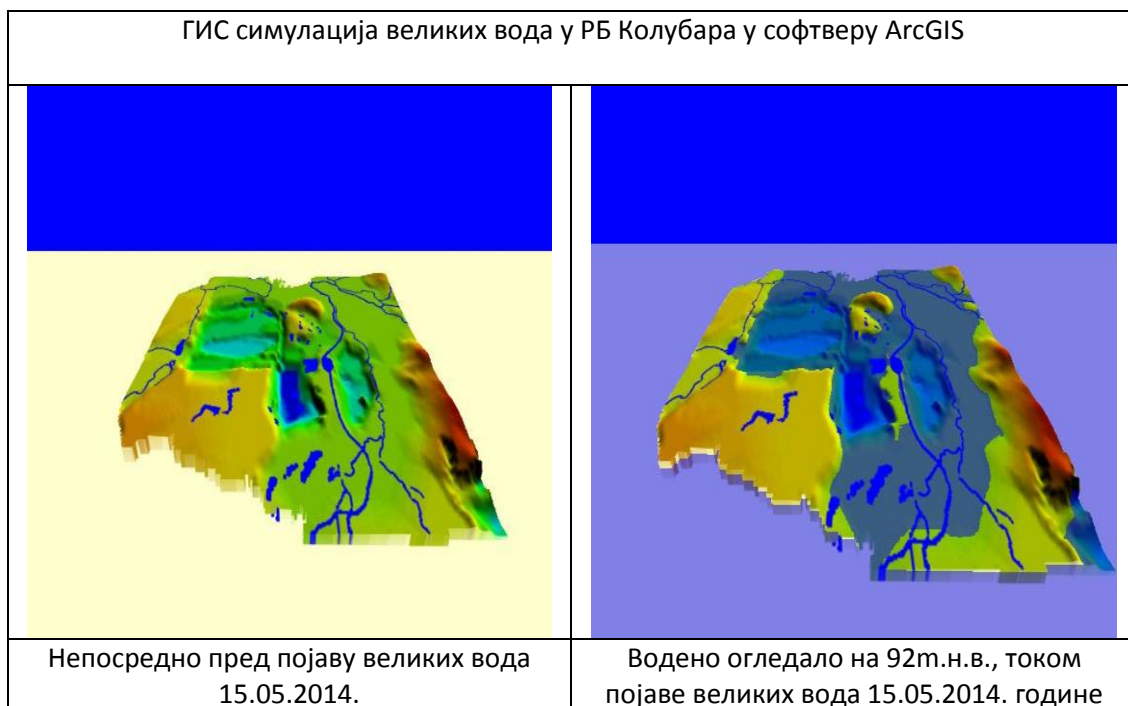 ГИС симулација великих вода у РБ Колубара у софтверу ArcGIS
Непосредно пред појаву великих вода
15.05.2014.
Водено огледало на 92m.н.в., током
појаве великих вода 15.05.2014. године